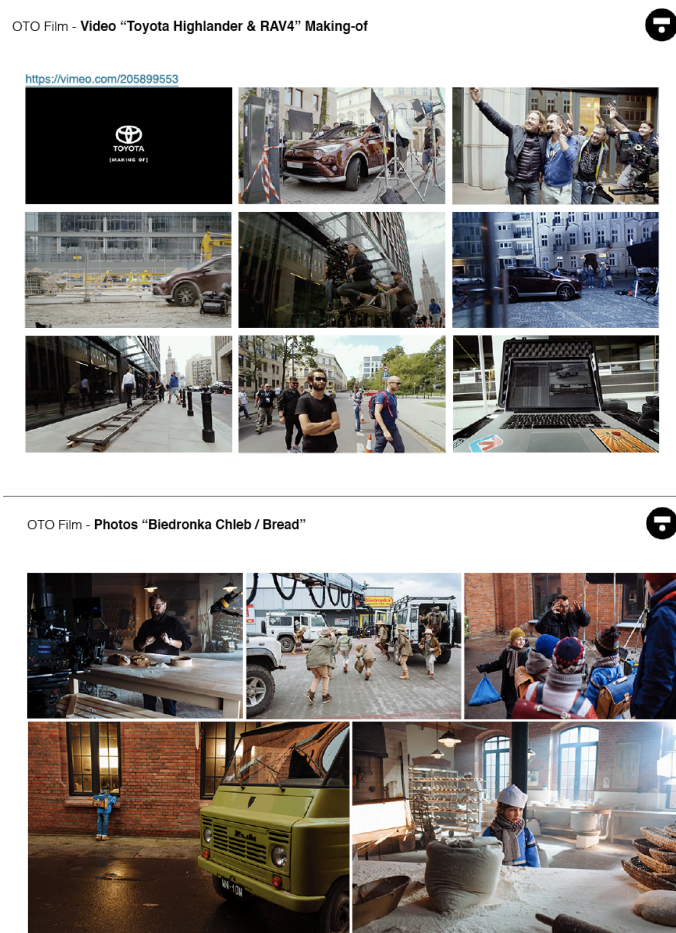 OTO Film - Video “Toyota Highlander & RAV4” Making-of
https://vimeo.com/205899553
TOYOTA
[MAKING OF]
OTO Film - Photos “Biedronka Chleb / Bread”
Biedronka